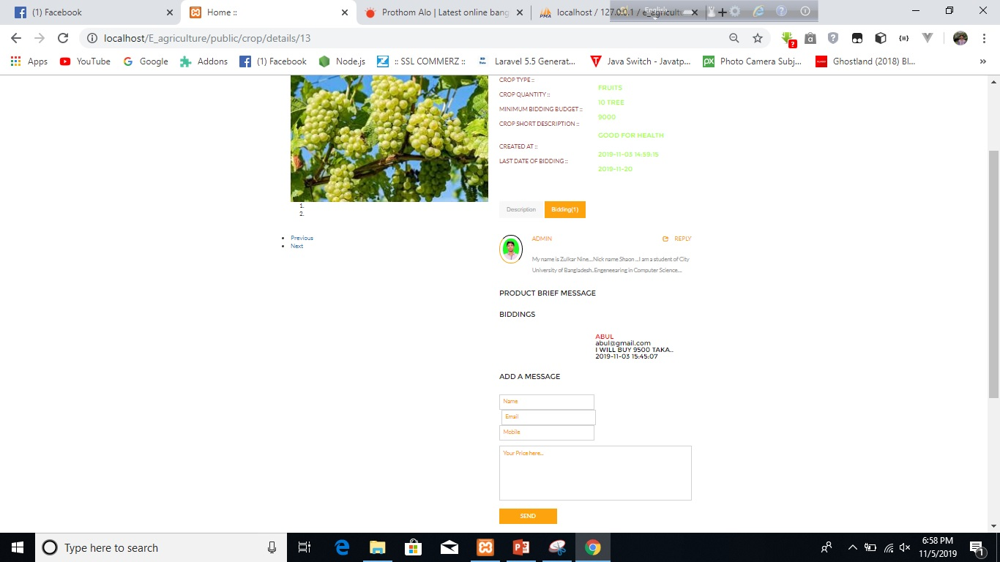 (1) Facebook
Home ::
Prothom Alo | Latest online bang
localhost / 127.0.0.1 / e_agricult
English
localhost/E_agriculture/public/crop/details/13
Apps YouTube Google Addons (1) Facebook Node.js :: SSL COMMERZ :: Laravel 5.5 Generat... Java Switch - Javatp... Photo Camera Subj... Ghostland (2018) Bl... »
CROP TYPE :: FRUITS
CROP QUANTITY :: 10 TREE
MINIMUM BIDDING BUDGET :: 9000
CROP SHORT DESCRIPTION :: GOOD FOR HEALTH
CREATED AT :: 2019-11-03 14:59:15
LAST DATE OF BIDDING :: 2019-11-20
1.
2.
Previous
Next
Description Bidding(1)
ADMIN REPLY
My name is Zulkar Nine....Nick name Shaon ...I am a student of City
University of Bangladesh..Engeneearing in Computer Science....
PRODUCT BRIEF MESSAGE
BIDDINGS
ABUL
abul@gmail.com
I WILL BUY 9500 TAKA..
2019-11-03 15:45:07
ADD A MESSAGE
Name
Email
Mobile
Your Price here...
SEND
Type here to search
6:58 PM
11/5/2019